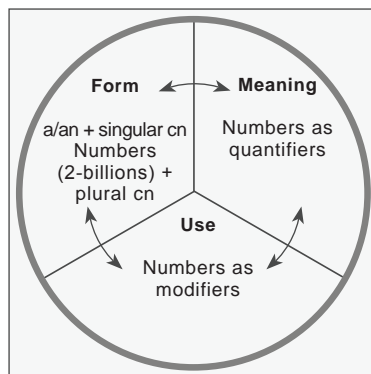 Form
a/an + singular cn
Numbers
(2-billions) +
plural cn
Meaning
Numbers as
quantifiers
Use
Numbers as
modifiers